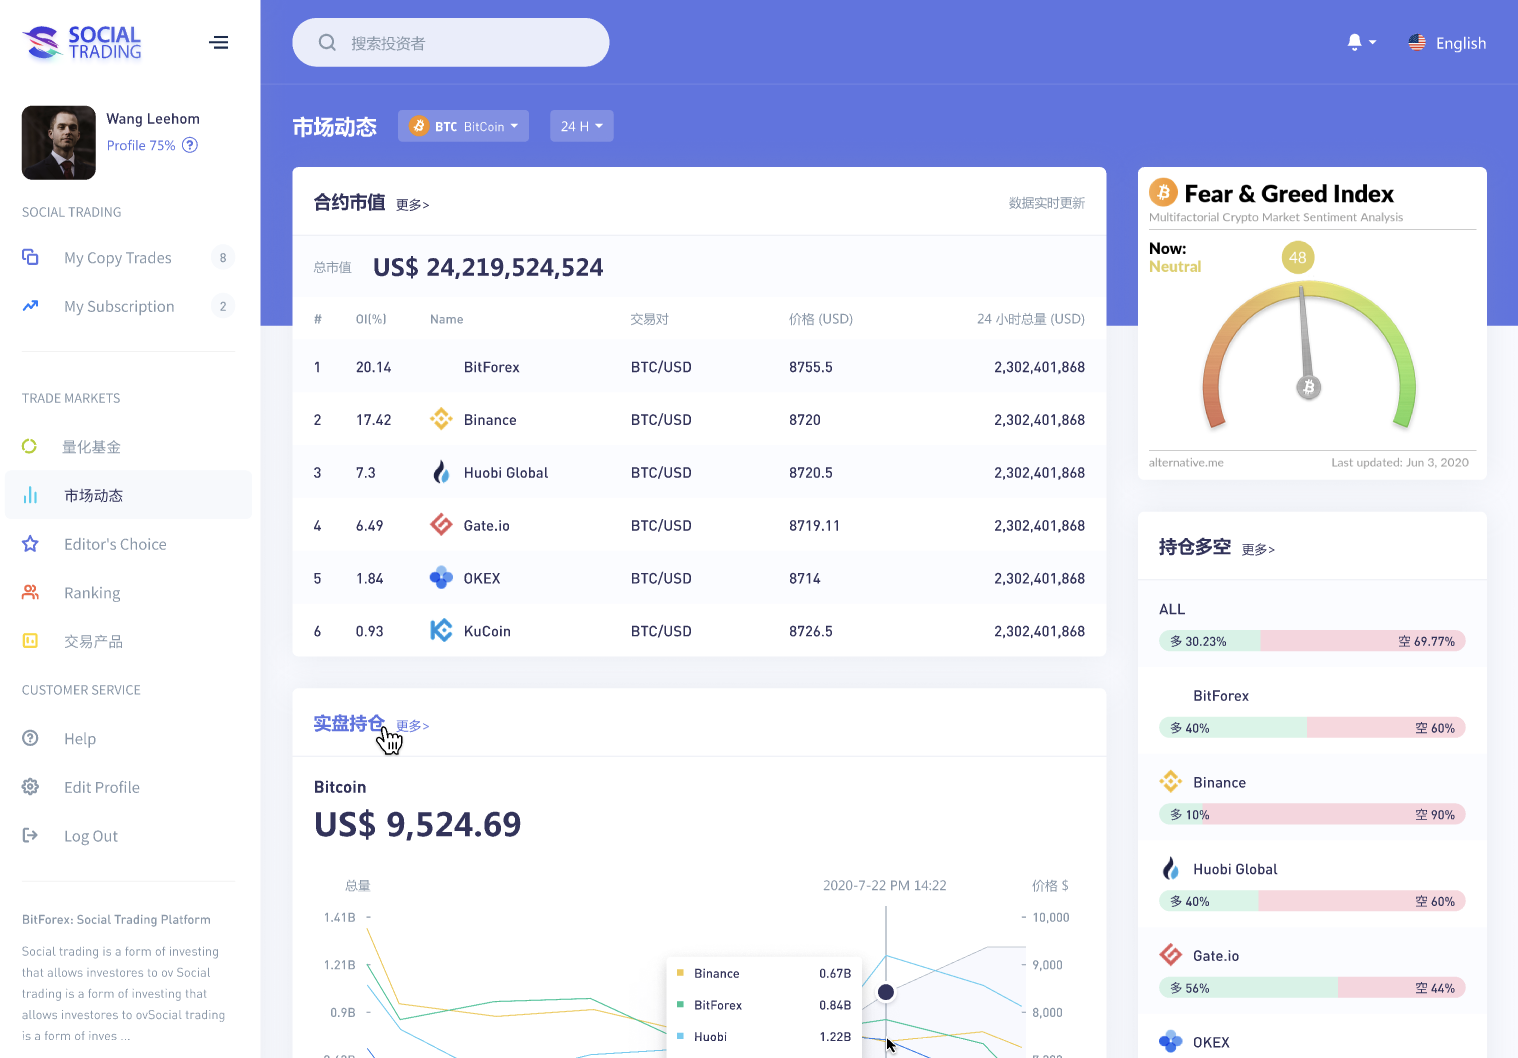 SOCIAL
TRADING
Wang Leehom
Profile 75%
SOCIAL TRADING
My Copy Trades 8
My Subscription 2
TRADE MARKETS
量化基金
市场动态
Editor's Choice
Ranking
交易产品
CUSTOMER SERVICE
Help
Edit Profile
Log Out
BitForex: Social Trading Platform
Social trading is a form of investing
that allows investores to ov Social
trading is a form of investing that
allows investores to ovSocial trading
is a form of inves ...
搜索投资者
English
市场动态 BTC BitCoin 24 H
合约市值 更多> 数据实时更新
总市值 US$ 24,219,524,524
# OI(%) Name 交易对 价格 (USD) 24 小时总量 (USD)
1 20.14 BitForex BTC/USD 8755.5 2,302,401,868
2 17.42 Binance BTC/USD 8720 2,302,401,868
3 7.3 Huobi Global BTC/USD 8720.5 2,302,401,868
4 6.49 Gate.io BTC/USD 8719.11 2,302,401,868
5 1.84 OKEX BTC/USD 8714 2,302,401,868
6 0.93 KuCoin BTC/USD 8726.5 2,302,401,868
实盘持仓 更多>
Bitcoin
US$ 9,524.69
总量 2020-7-22 PM 14:22 价格 $
1.41B
1.21B
0.9B
10,000
9,000
8,000
Binance 0.67B
BitForex 0.84B
Huobi 1.22B
Fear & Greed Index
Multifactorial Crypto Market Sentiment Analysis
Now:
Neutral
48
alternative.me Last updated: Jun 3, 2020
持仓多空 更多>
ALL
多 30.23% 空 69.77%
BitForex
多 40% 空 60%
Binance
多 10% 空 90%
Huobi Global
多 40% 空 60%
Gate.io
多 56% 空 44%
OKEX